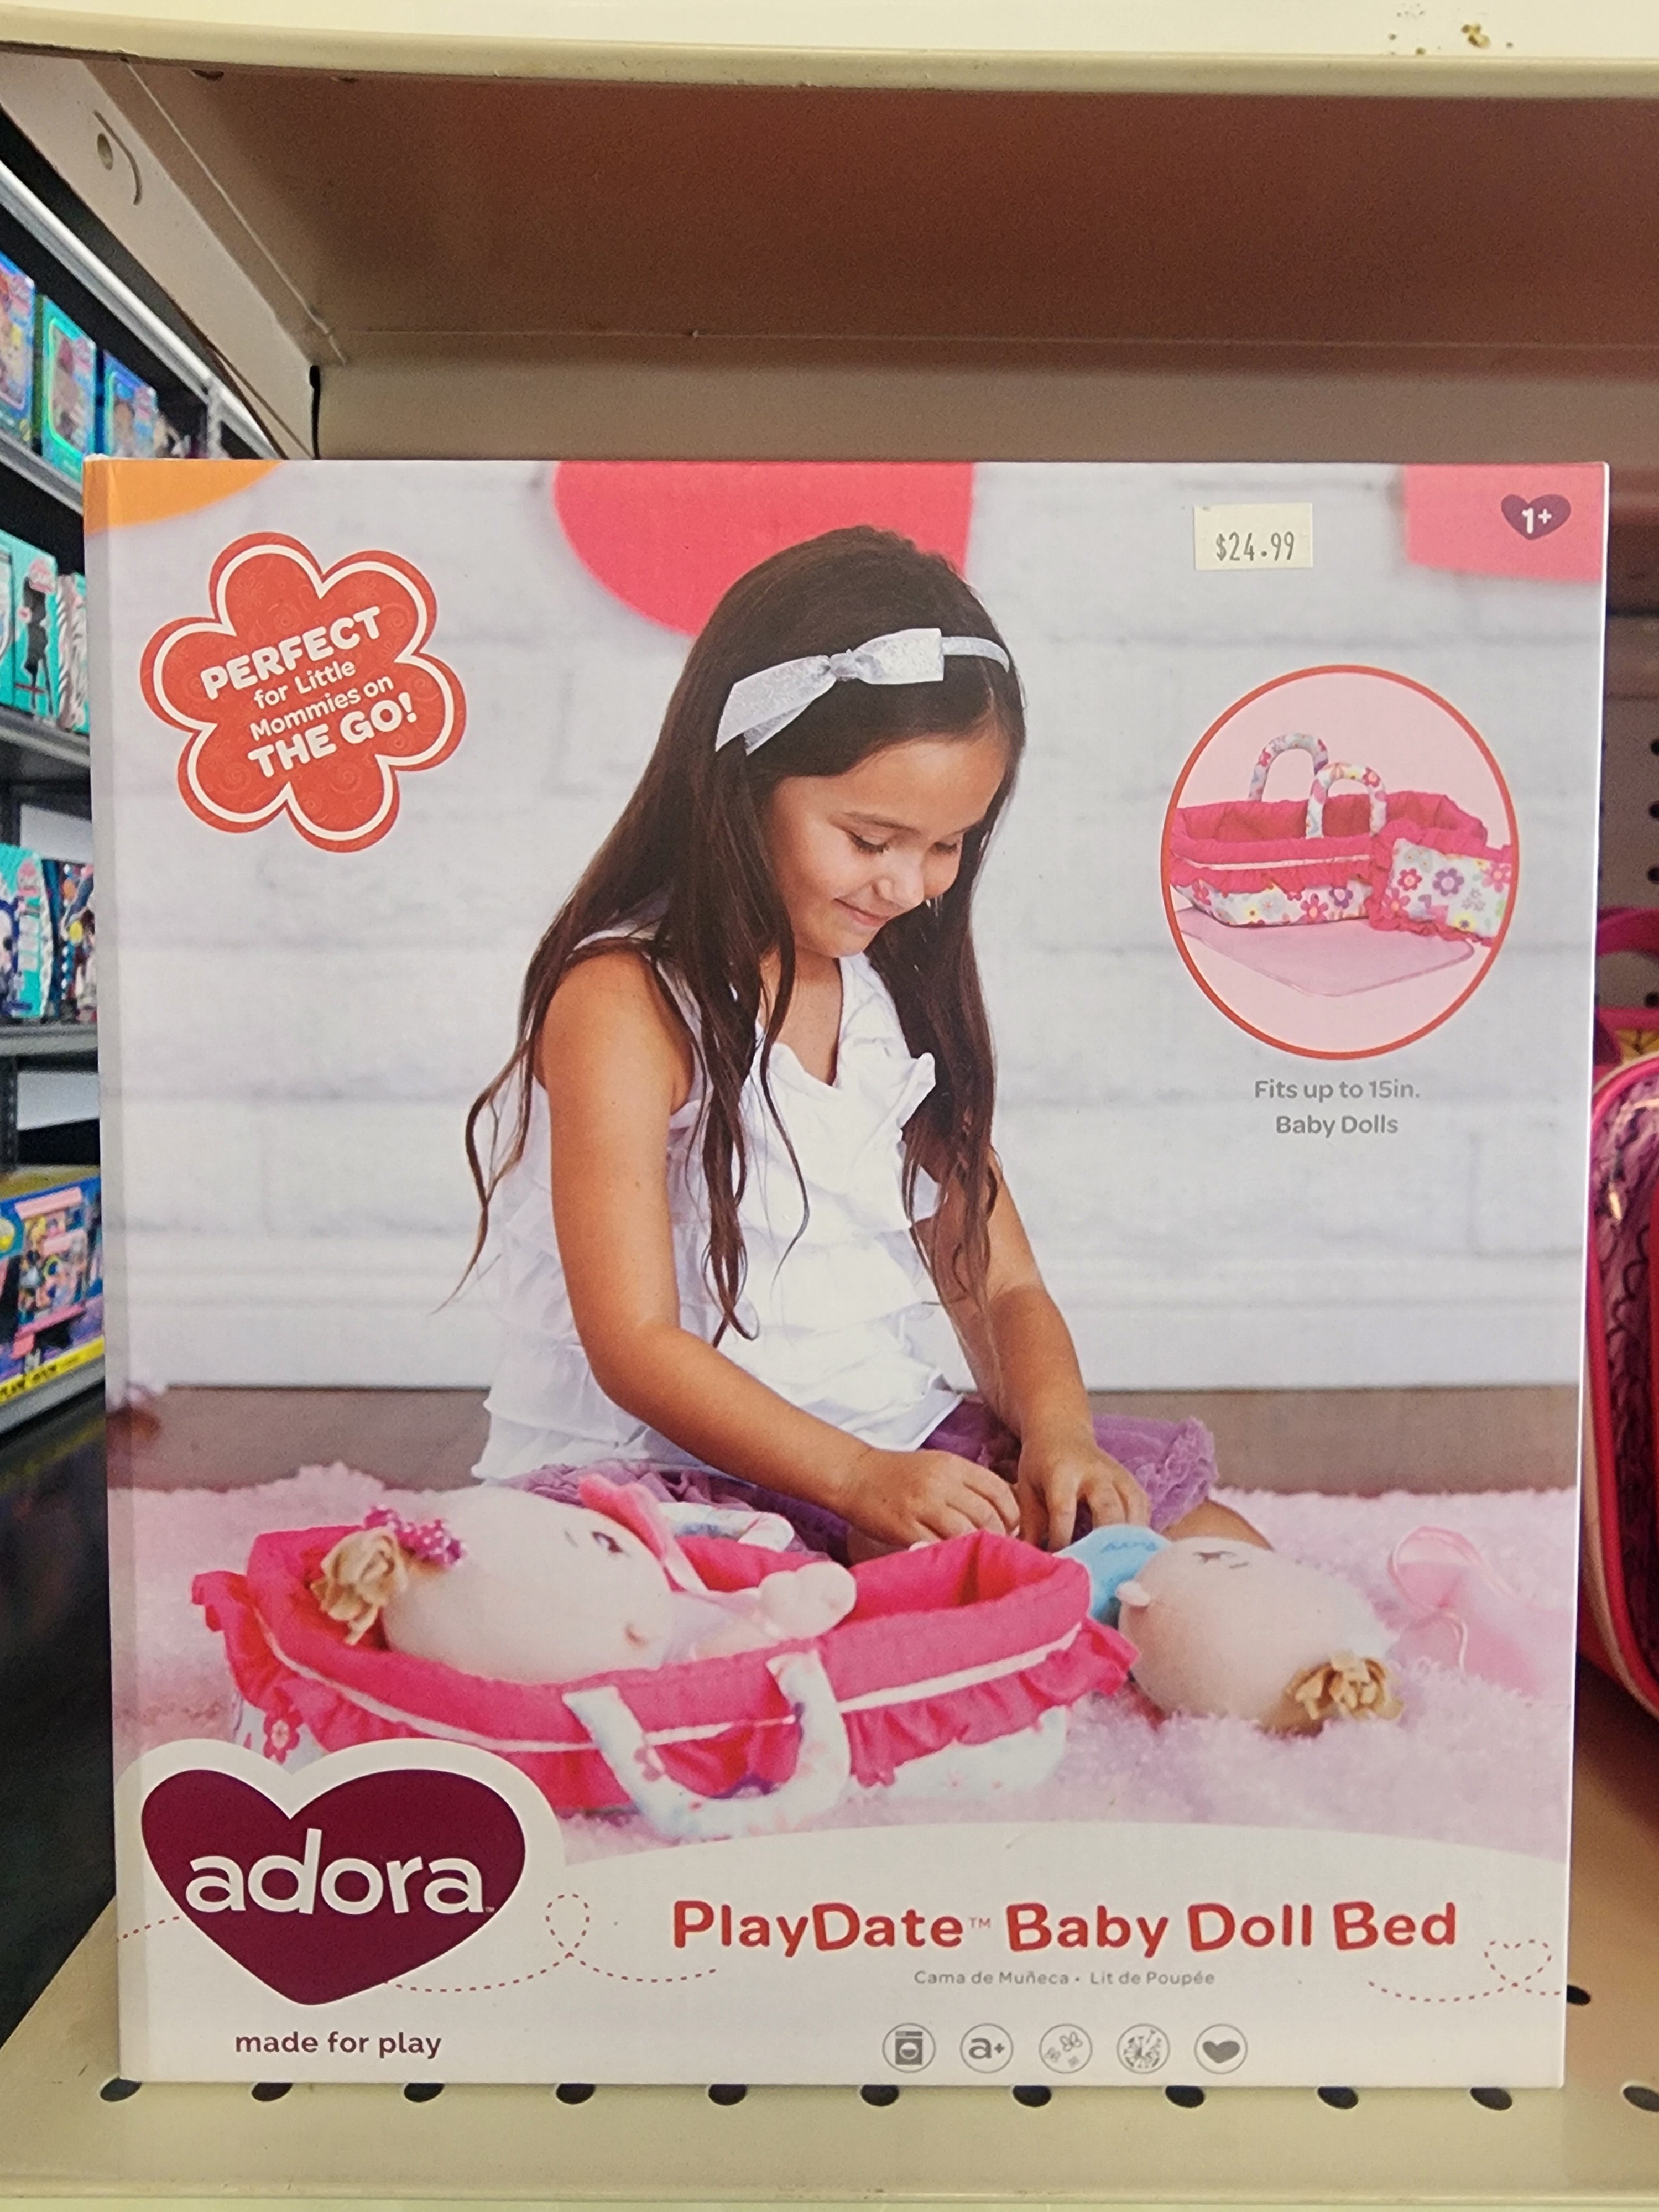 $24.99
1+
PERFECT
for Little
Mommies on
THE GO!
Fits up to 15in.
Baby Dolls
adora™
PlayDate™ Baby Doll Bed
Cama de Muñeca • Lit de Poupée
made for play
a+